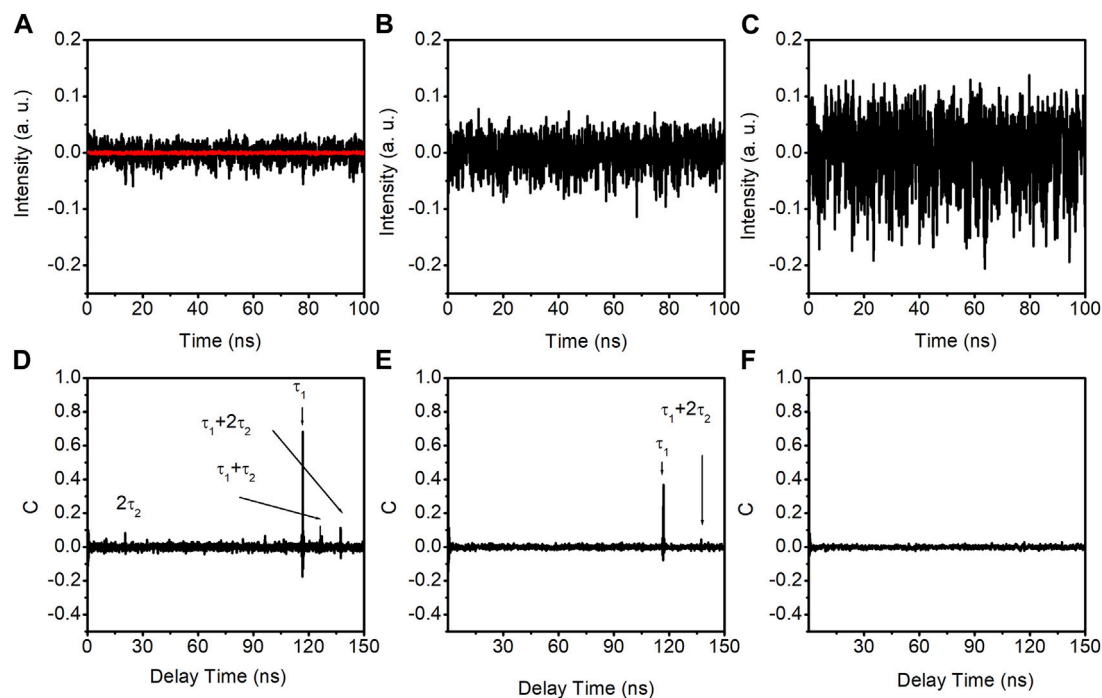 A
B
C
0.2
0.1
0.0
-0.1
-0.2
Intensity (a. u.)
0 20 40 60 80 100
Time (ns)
0.2
0.1
0.0
-0.1
-0.2
Intensity (a. u.)
0 20 40 60 80 100
Time (ns)
0.2
0.1
0.0
-0.1
-0.2
Intensity (a. u.)
0 20 40 60 80 100
Time (ns)
D
E
F
1.0
0.8
0.6
0.4
0.2
0.0
-0.2
-0.4
C
τ₁
τ₁+2τ₂
τ₁+τ₂
2τ₂
0 30 60 90 120 150
Delay Time (ns)
1.0
0.8
0.6
0.4
0.2
0.0
-0.2
-0.4
C
τ₁+2τ₂
τ₁
0 30 60 90 120 150
Delay Time (ns)
1.0
0.8
0.6
0.4
0.2
0.0
-0.2
-0.4
C
0 30 60 90 120 150
Delay Time (ns)